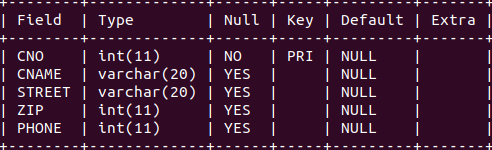 +--------+-------------+------+-----+---------+-------+
| Field  | Type        | Null | Key | Default | Extra |
+--------+-------------+------+-----+---------+-------+
| CNO    | int(11)     | NO   | PRI | NULL    |       |
| CNAME  | varchar(20) | YES  |     | NULL    |       |
| STREET | varchar(20) | YES  |     | NULL    |       |
| ZIP    | int(11)     | YES  |     | NULL    |       |
| PHONE  | int(11)     | YES  |     | NULL    |       |
+--------+-------------+------+-----+---------+-------+